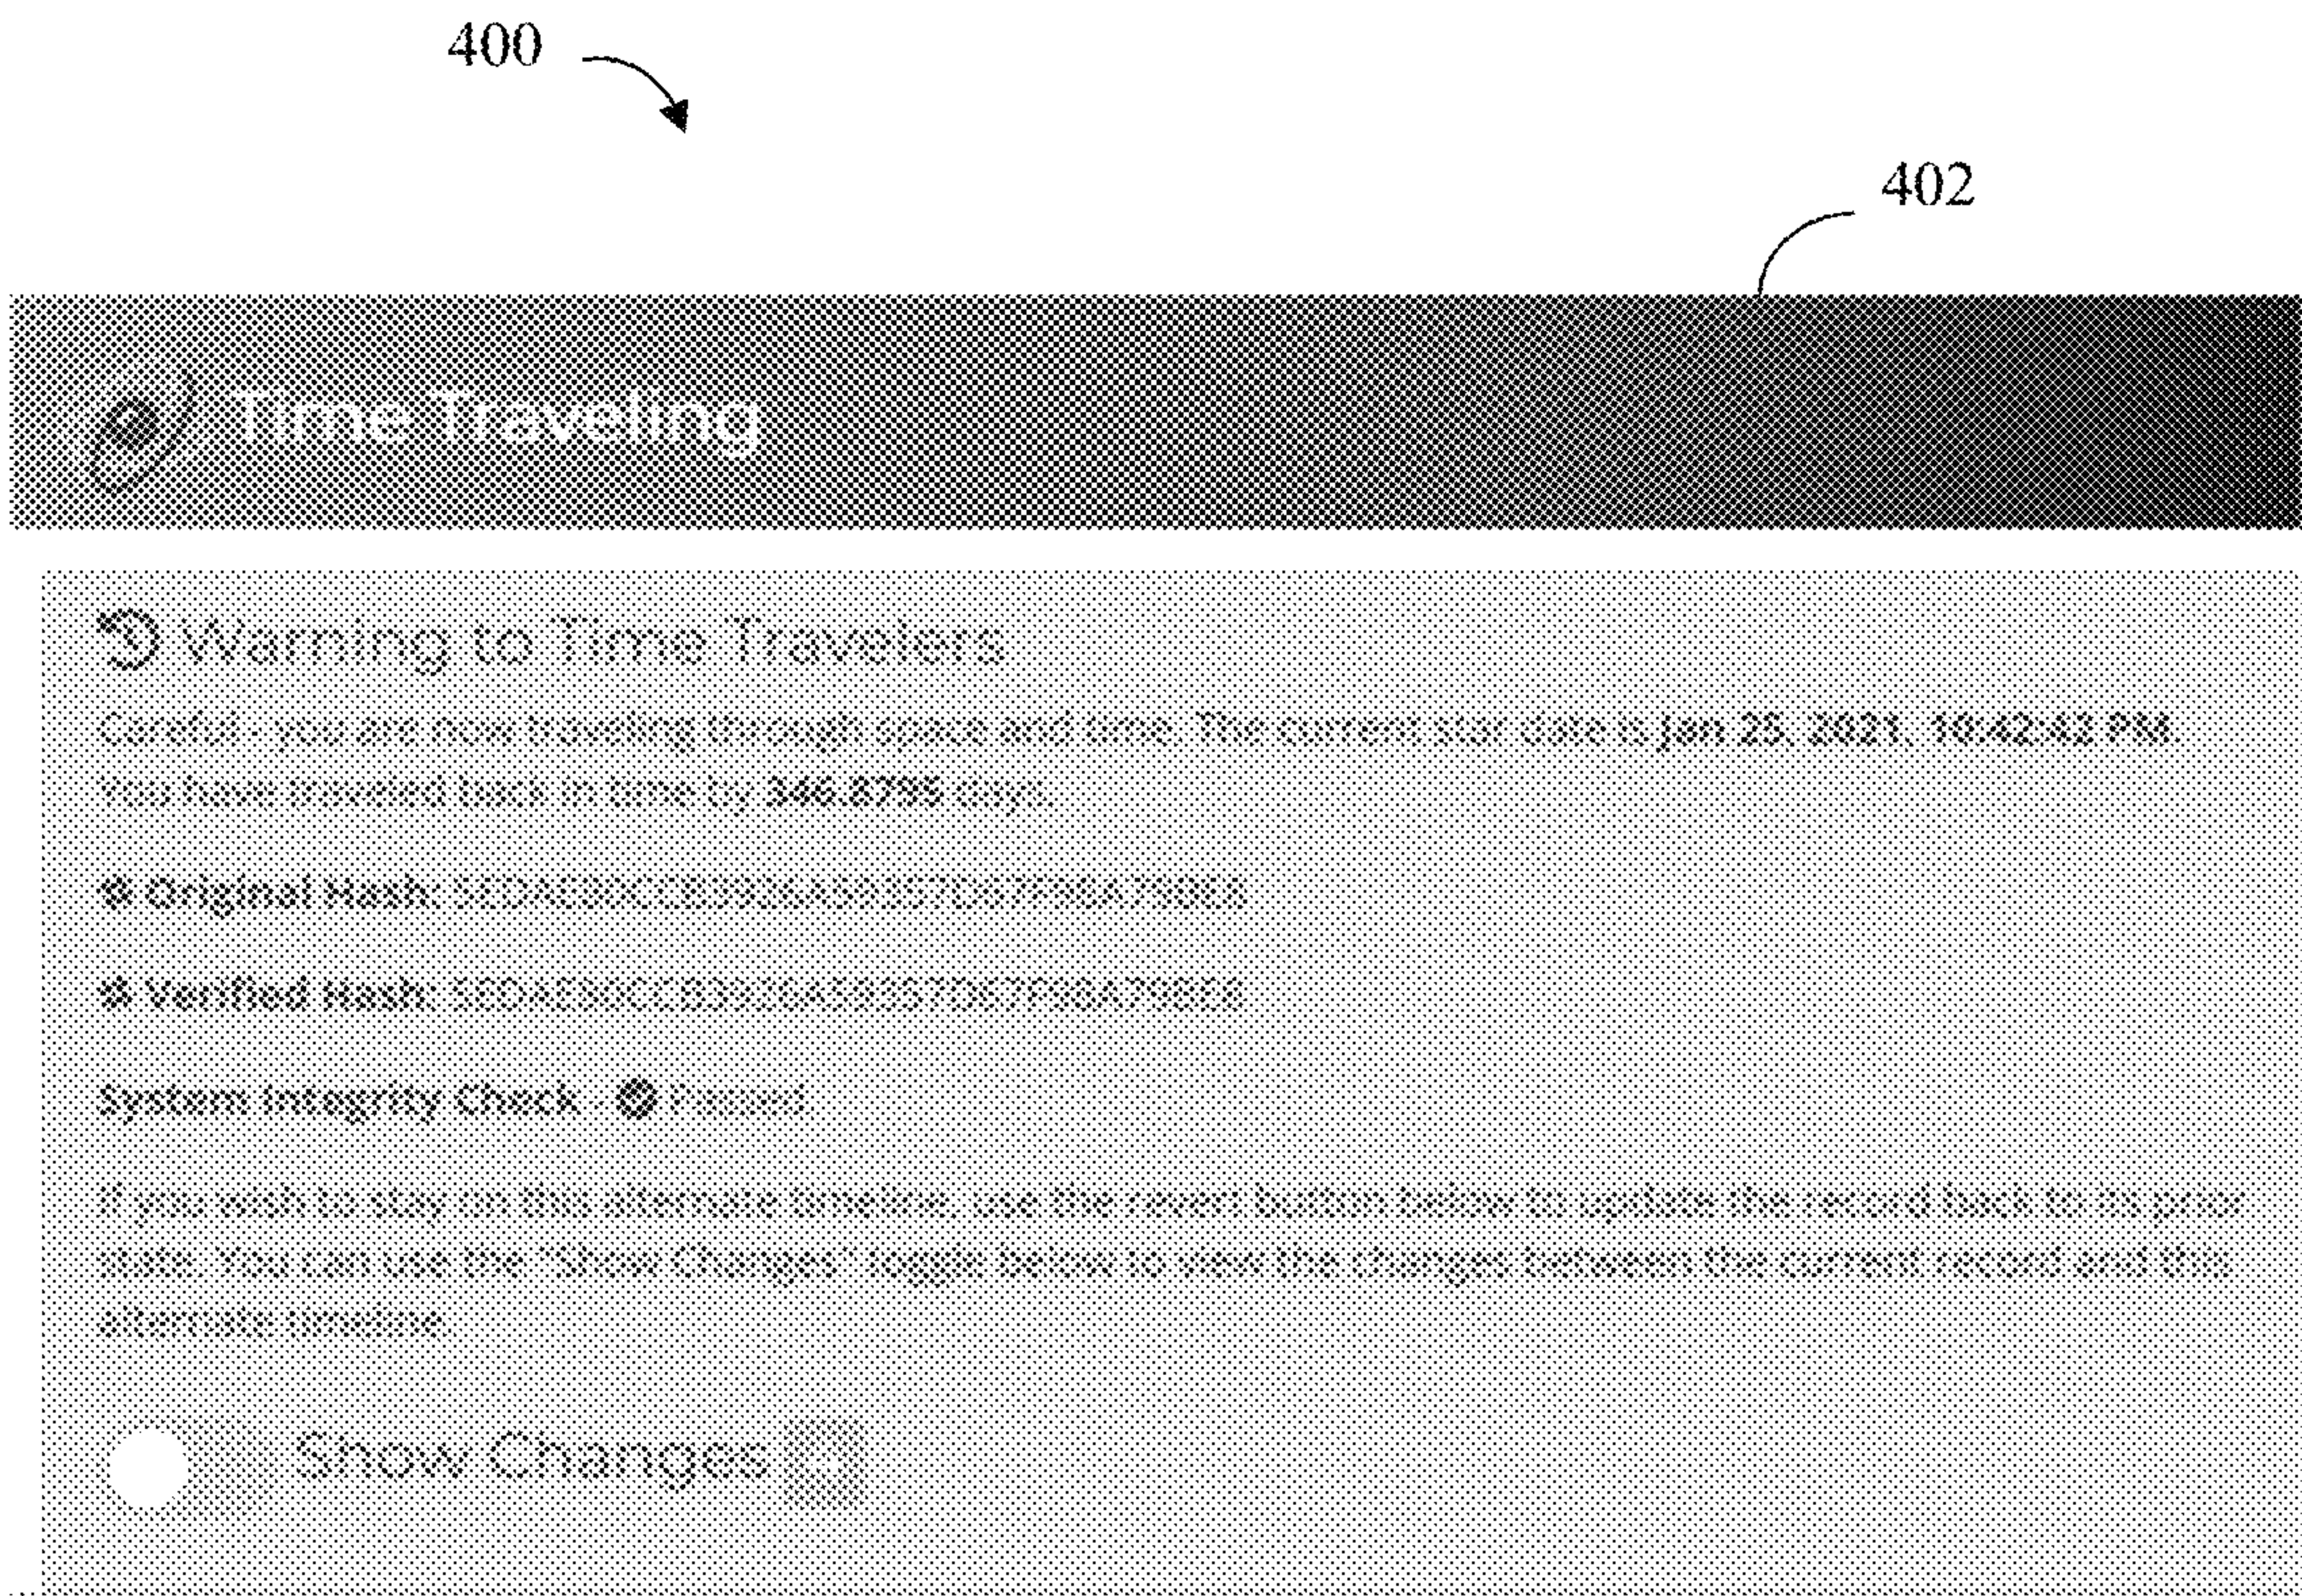 400
402
Time Traveling
Warning to Time Travelers
Careful - you are now traveling through space and time. The current star date is Jan 25, 2021, 10:42:42 PM
You have traveled back in time by 346.8795 days.
Original Hash:
Verified Hash:
System Integrity Check - Passed
If you wish to stay on this alternate timeline, use the revert button below to update the record back to its prior
state. You can use the "Show Changes" toggle below to view the changes between the current record and this
alternate timeline.
Show Changes